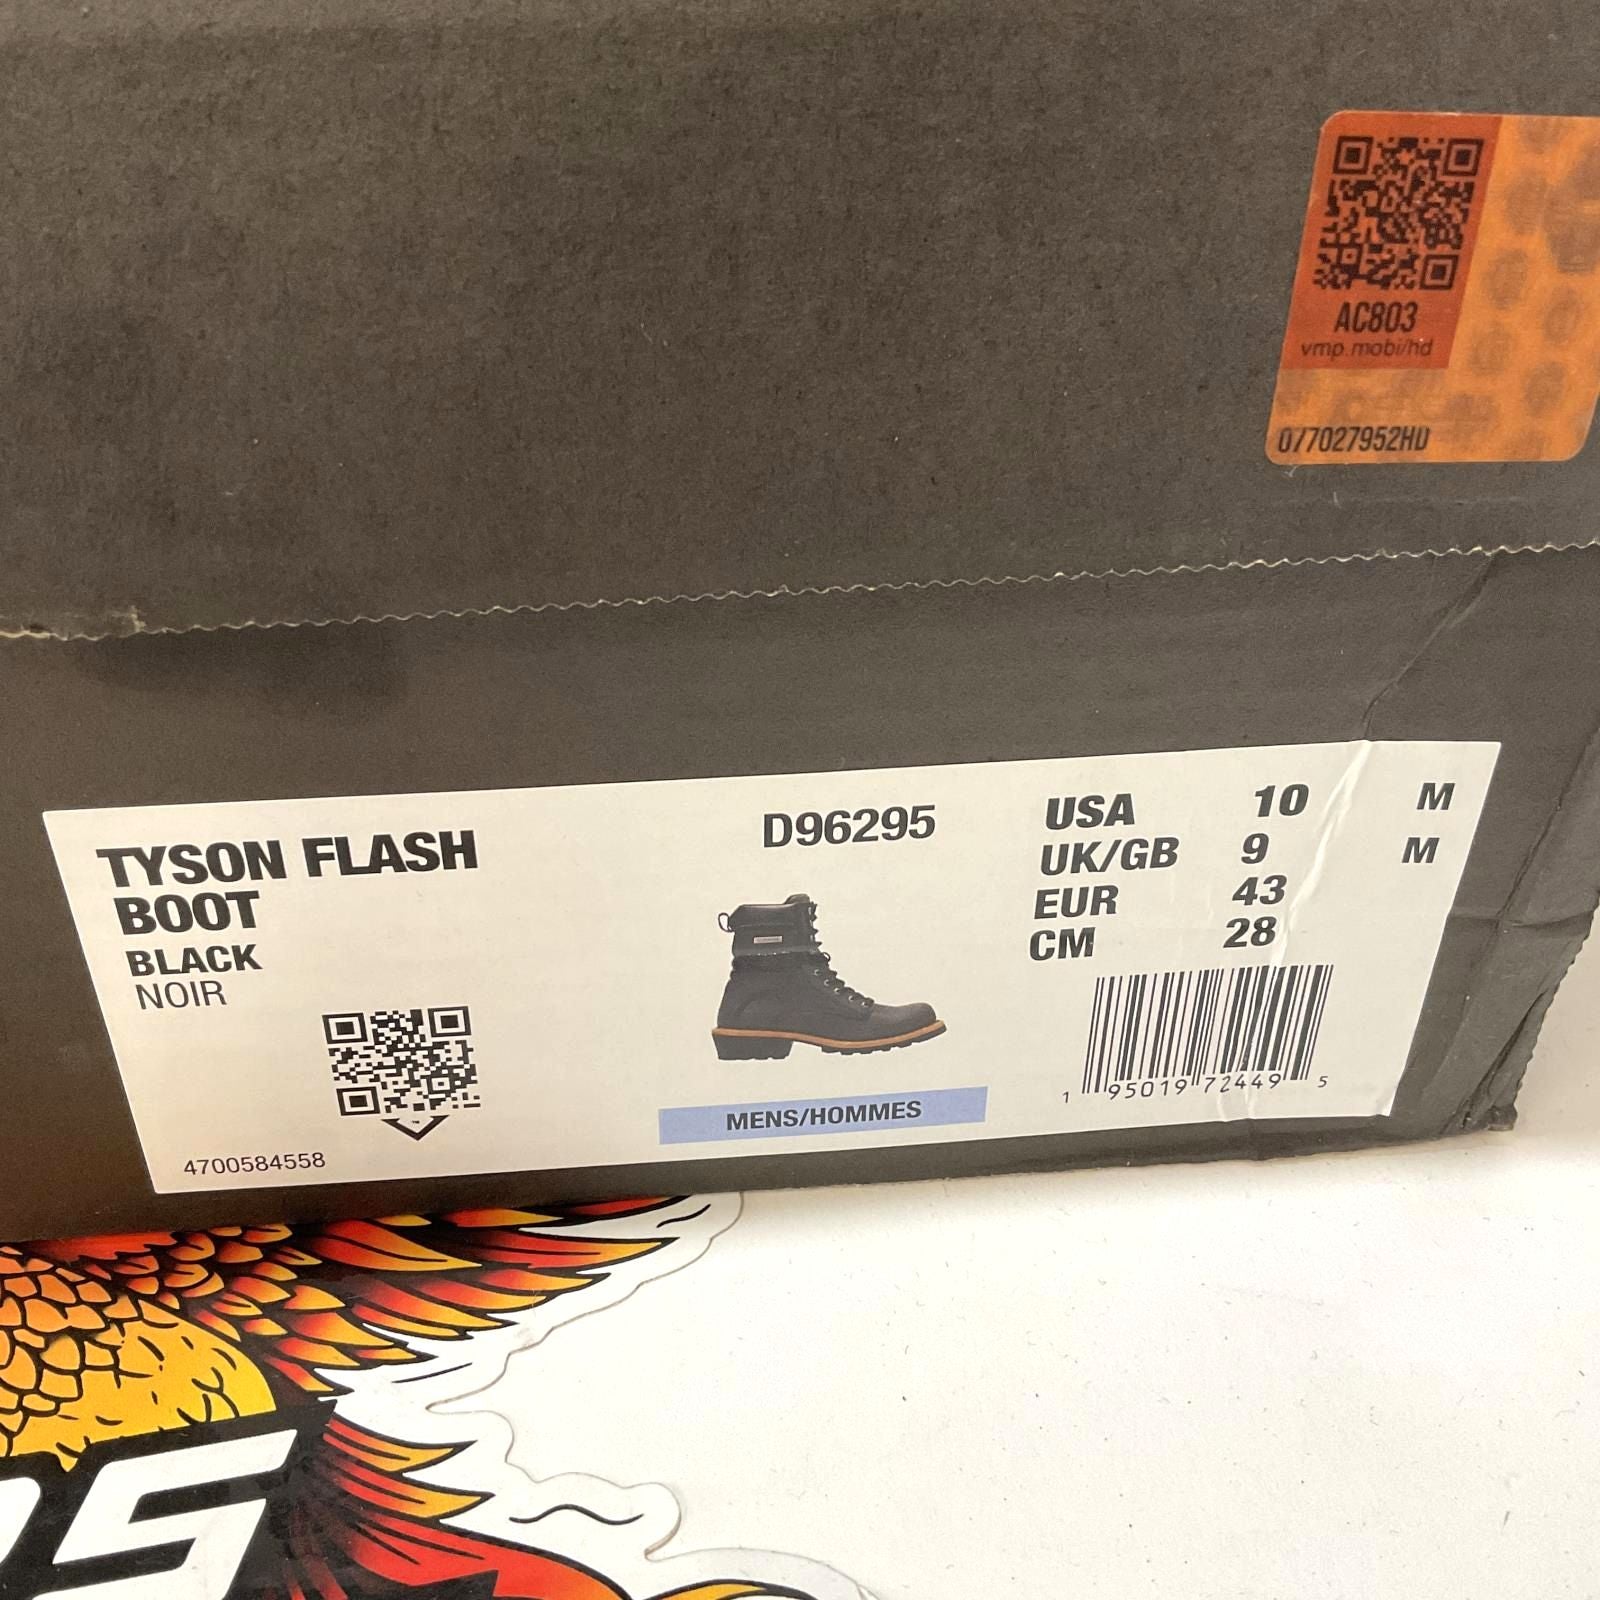 AC803
vmp.mobi/hd
077027952HD
TYSON FLASH
BOOT
BLACK
NOIR
4700584558
D96295
MENS/HOMMES
USA 10 M
UK/GB 9 M
EUR 43
CM 28
1 95019 72449 5